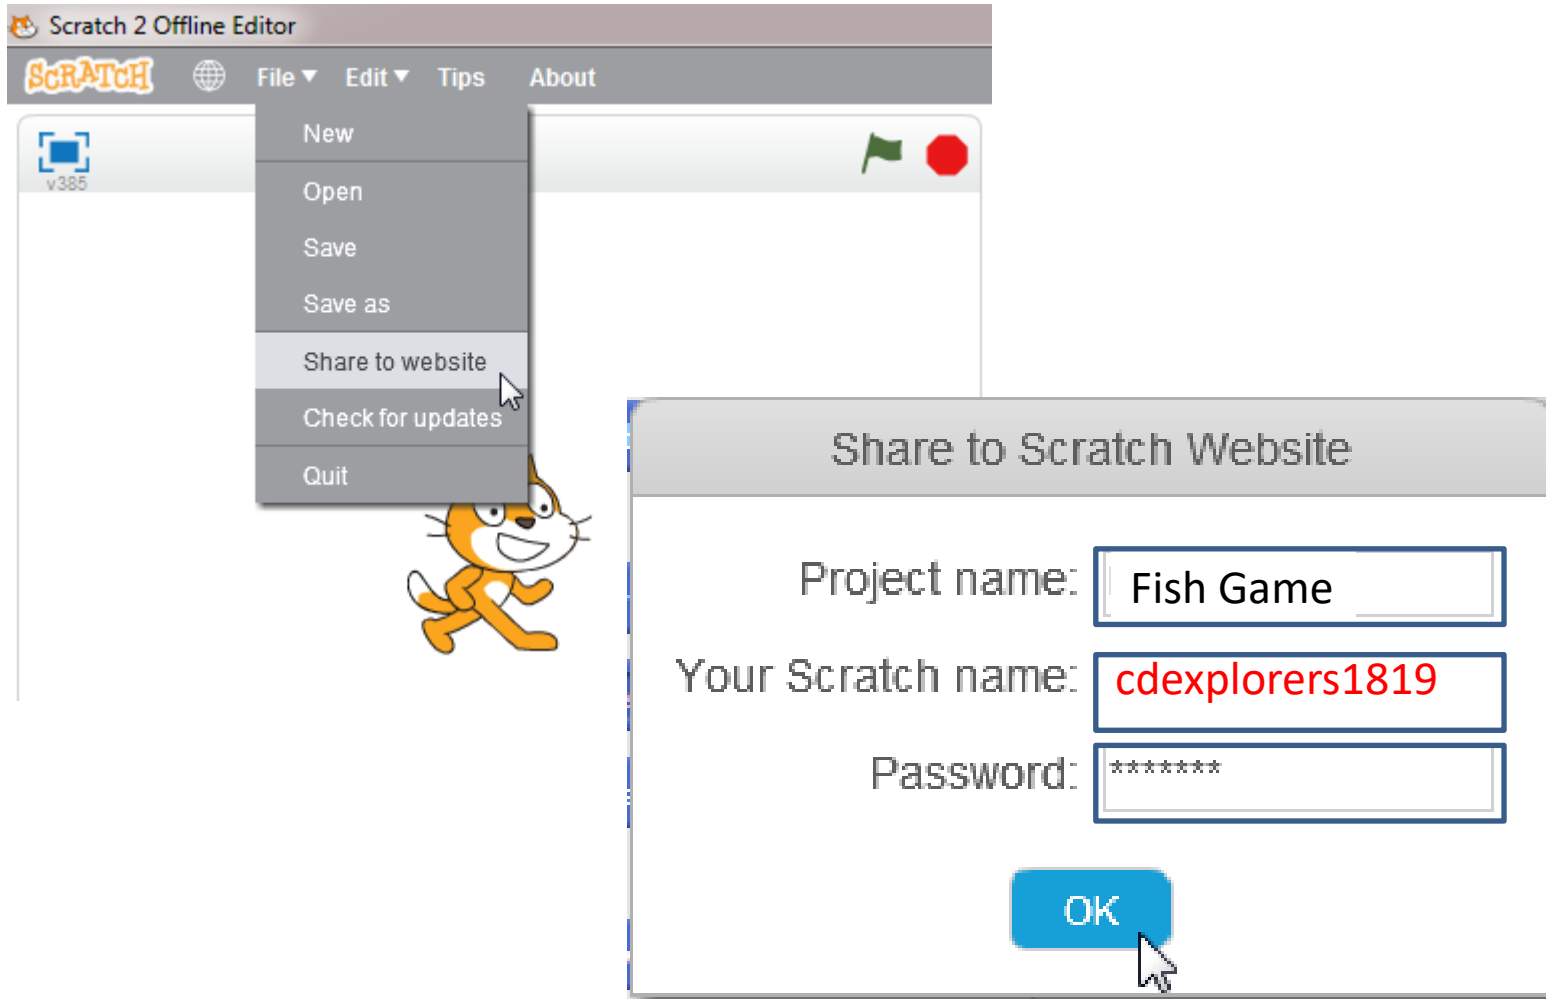 Scratch 2 Offline Editor
SCRATCH File Edit Tips About
v385
New
Open
Save
Save as
Share to website
Check for updates
Quit
Share to Scratch Website
Project name: Fish Game
Your Scratch name: cdexplorers1819
Password: *******
OK